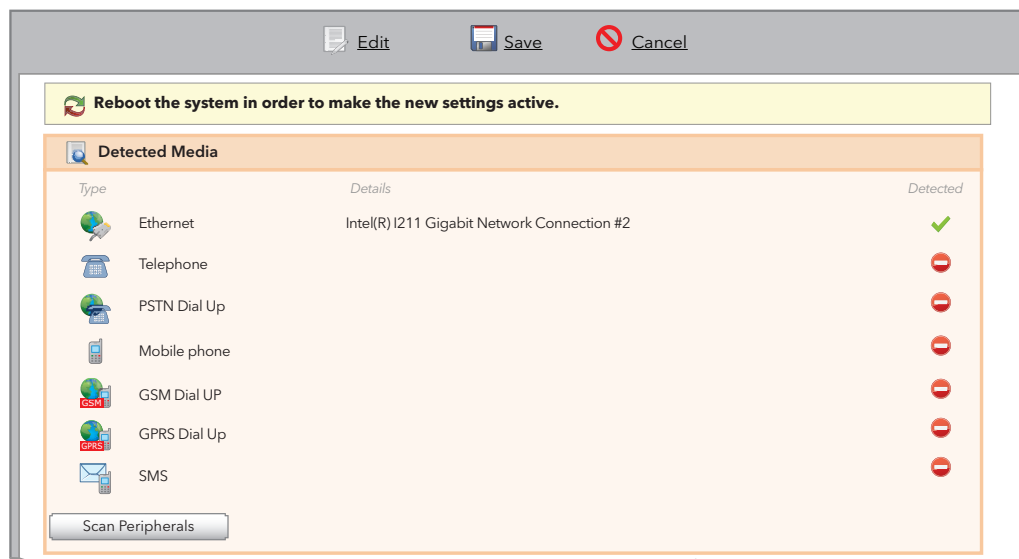 Edit Save Cancel
Reboot the system in order to make the new settings active.
Detected Media
Type Details Detected
Ethernet Intel(R) I211 Gigabit Network Connection #2
Telephone
PSTN Dial Up
Mobile phone
GSM GSM Dial UP
GPRS GPRS Dial Up
SMS
Scan Peripherals